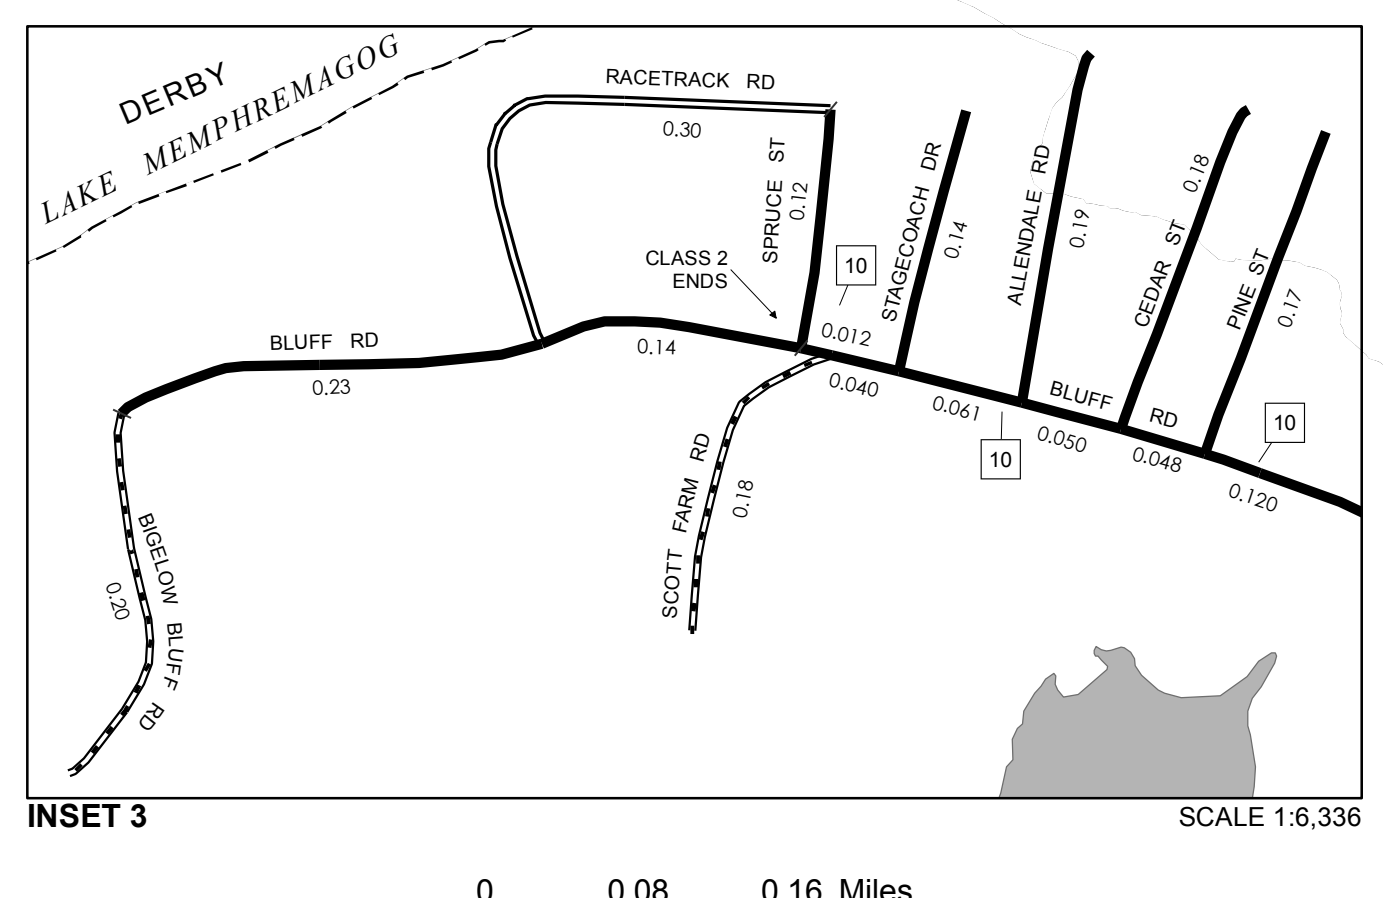 DERBY
LAKE MEMPHREMAGOG
RACETRACK RD
0.30
SPRUCE ST
0.12
STAGECOACH DR
0.14
ALLENDALE RD
0.19
CEDAR ST
0.18
PINE ST
0.17
CLASS 2
ENDS
10
0.012
BLUFF RD
0.23
0.14
0.040
0.061
BLUFF RD
0.050
0.048
0.120
10
10
SCOTT FARM RD
0.18
BIGELOW BLUFF RD
0.20
INSET 3
SCALE 1:6,336
0 0.08 0.16 Miles